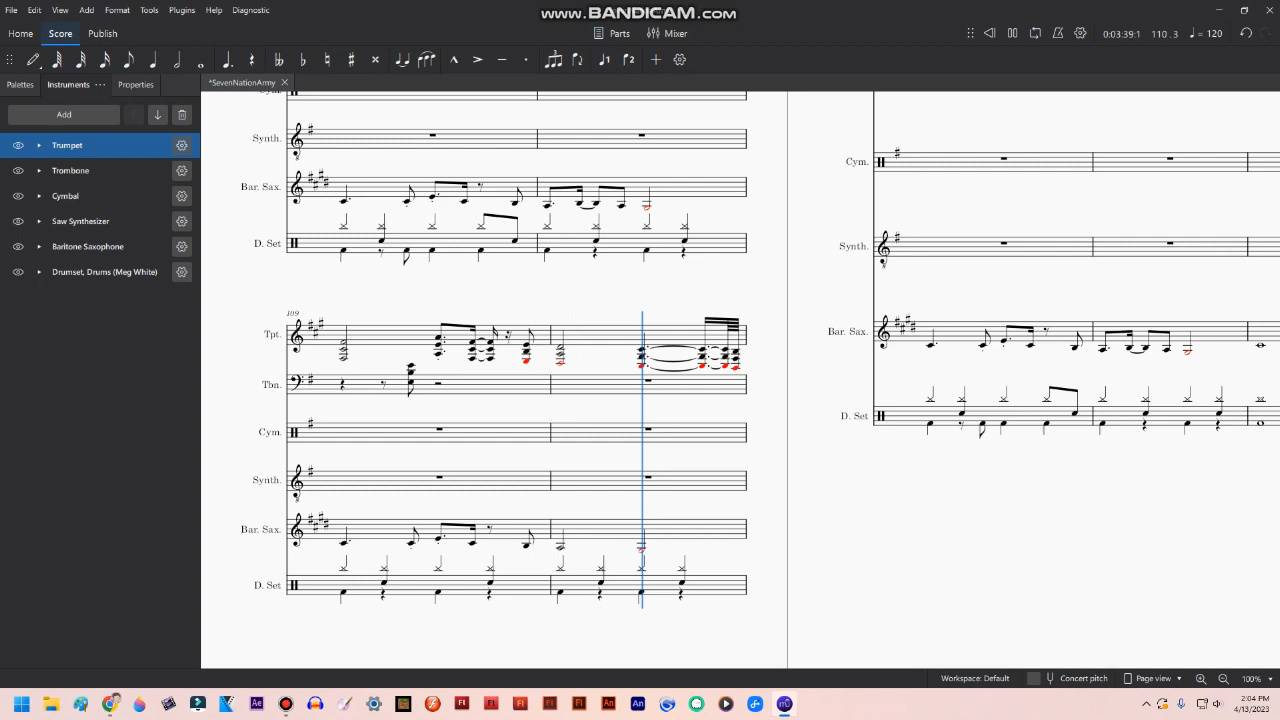 File Edit View Add Format Tools Plugins Help Diagnostic
www.BANDICAM.com
Home Score Publish
Parts Mixer
0:03:39:1 110 . 3 = 120
Palettes Instruments Properties
*SevenNationArmy
Add
Trumpet
Trombone
Cymbal
Saw Synthesizer
Baritone Saxophone
Drumset, Drums (Meg White)
Cym.
Synth.
Bar. Sax.
D. Set
109
Tpt.
Tbn.
Cym.
Synth.
Bar. Sax.
D. Set
Cym.
Synth.
Bar. Sax.
D. Set
Workspace: Default Concert pitch Page view 100%
2:04 PM
4/13/2023